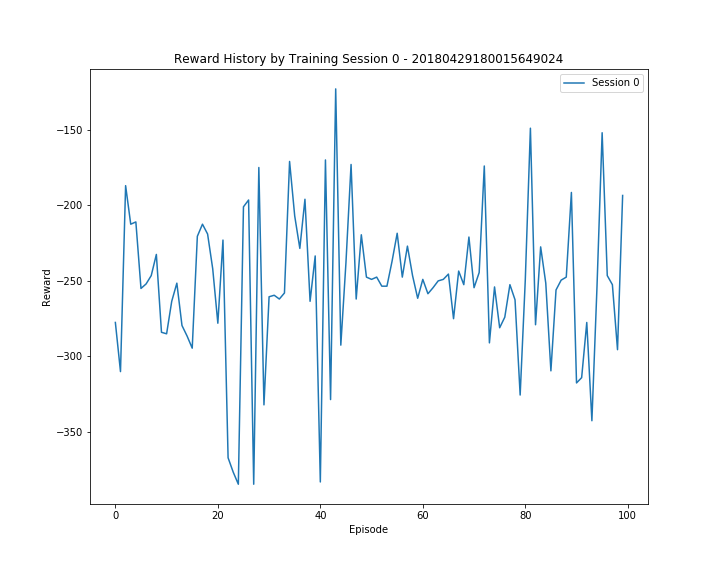 Reward History by Training Session 0 - 20180429180015649024
Session 0
−150
−200
−250
−300
−350
Reward
0 20 40 60 80 100
Episode